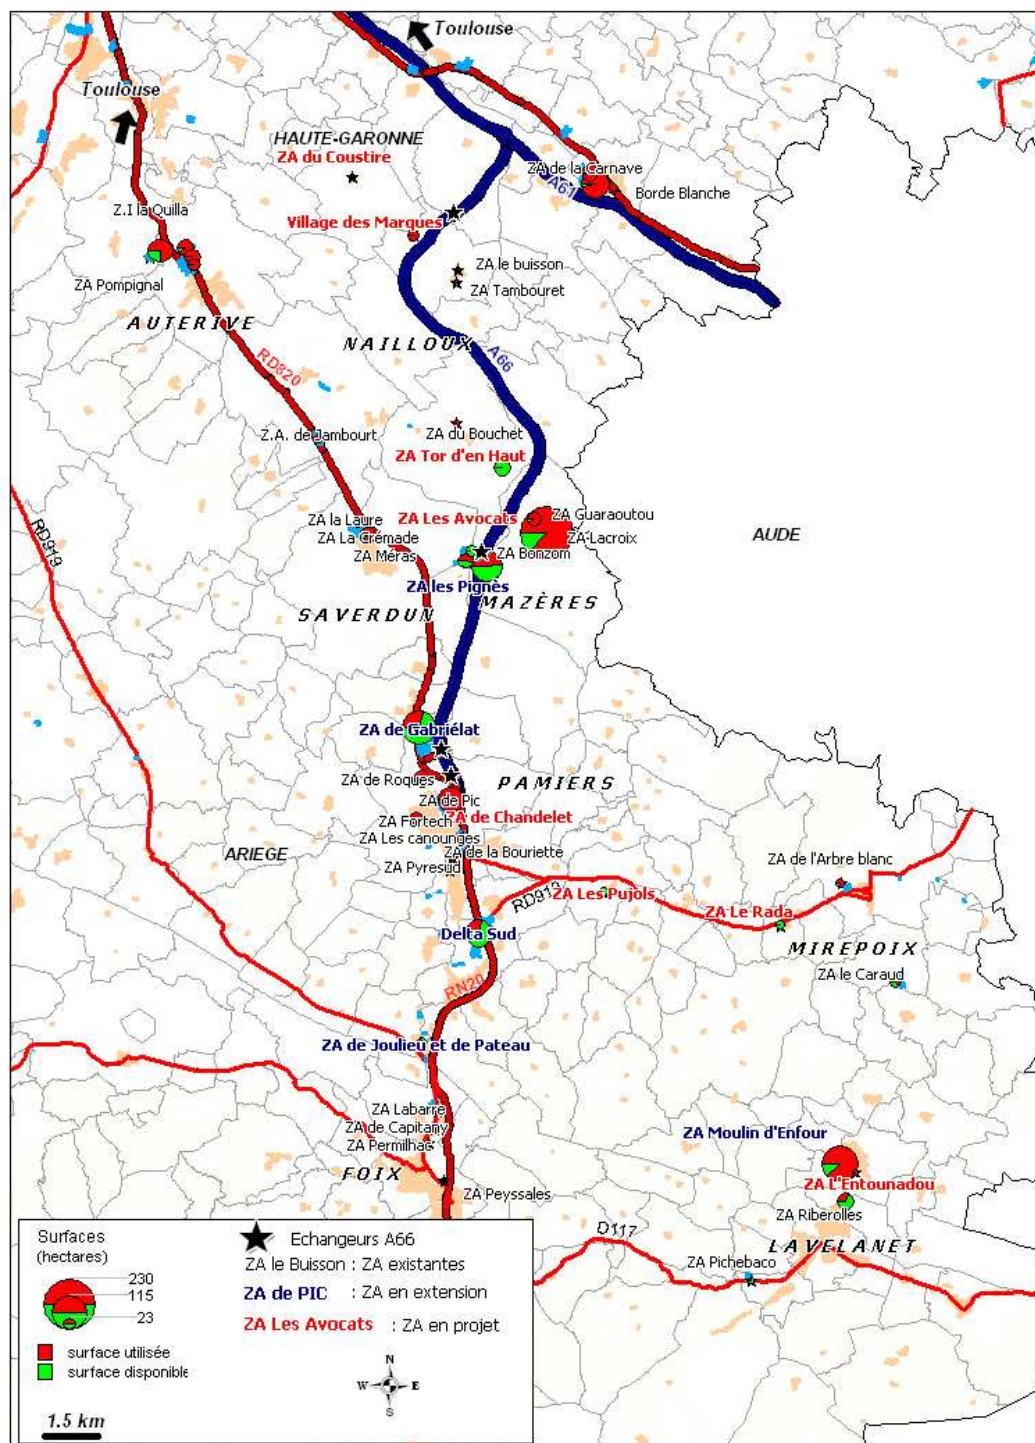 Toulouse
Toulouse
HAUTE-GARONNE
ZA du Coustire
ZA de la Carnave
A61
Borde Blanche
Z.I la Quilla
Village des Marques
ZA le buisson
ZA Pompignal
ZA Tambouret
AUTERIVE
NAILLOUX
A66
RD820
Z.A. de Jambourt
ZA du Bouchet
ZA Tor d'en Haut
RD919
ZA la Laure
ZA Les Avocats
ZA Guaraoutou
ZA La Crémade
ZA Lacroix
AUDE
ZA Méras
ZA Bonzom
ZA les Pignès
MAZÈRES
SAVERDUN
ZA de Gabriélat
ZA de Roques
PAMIERS
ZA de Pic
ZA Fortech
ZA de Chandelet
ZA Les canounges
ARIEGE
ZA de la Bouriette
ZA Pyresud
ZA de l'Arbre blanc
RD919
ZA Les Pujols
ZA Le Rada
Delta Sud
MIREPOIX
ZA le Caraud
RN20
ZA de Joulieu et de Pateau
ZA Labarre
ZA de Capitany
ZA Permilhac
ZA Moulin d'Enfour
FOIX
ZA L'Entounadou
ZA Peyssales
ZA Riberolles
D117
LAVELANET
ZA Pichebaco
Surfaces
(hectares)
230
115
23
surface utilisée
surface disponible
1.5 km
Echangeurs A66
ZA le Buisson : ZA existantes
ZA de PIC : ZA en extension
ZA Les Avocats : ZA en projet
N
W E
S